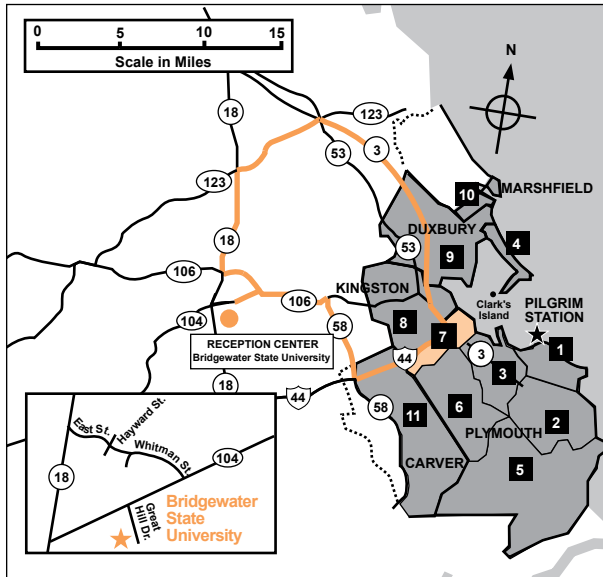 0 5 10 15
Scale in Miles
N
18
123
53
3
123
MARSHFIELD
10
DUXBURY
4
18
53
9
106
KINGSTON
Clark's
Island
PILGRIM
STATION
106
104
58
8
7
1
RECEPTION CENTER
Bridgewater State University
3
3
44
18
44
58
11
6
2
PLYMOUTH
CARVER
5
East St.
Hayward St.
Whitman St.
104
18
Great
Hill Dr.
Bridgewater
State
University